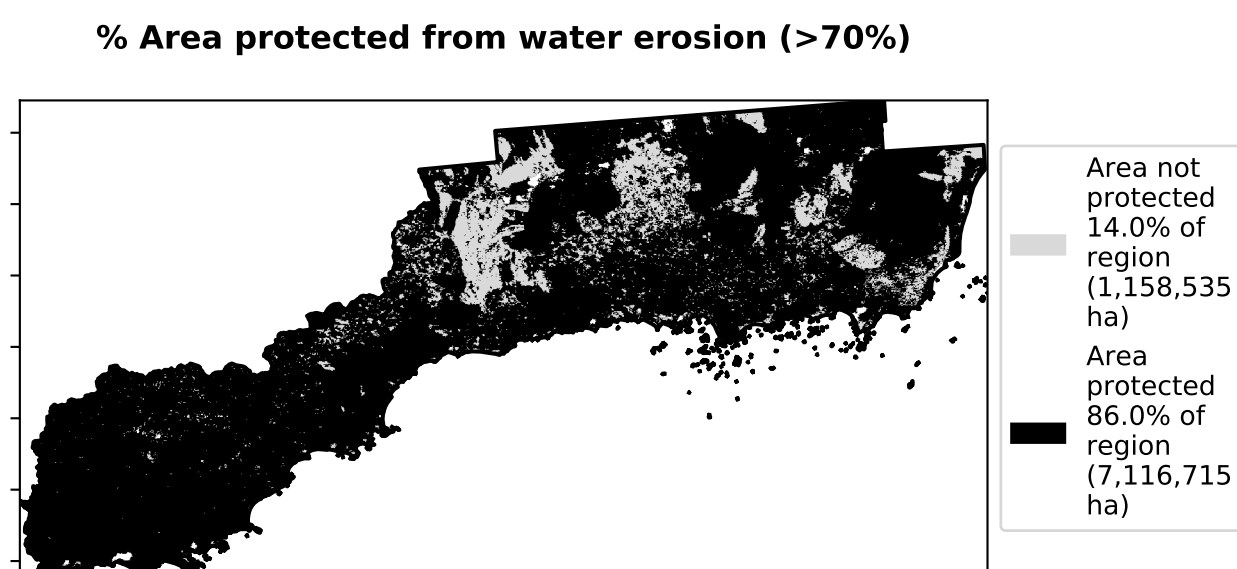 % Area protected from water erosion (>70%)
Area not
protected
14.0% of
region
(1,158,535
ha)
Area
protected
86.0% of
region
(7,116,715
ha)